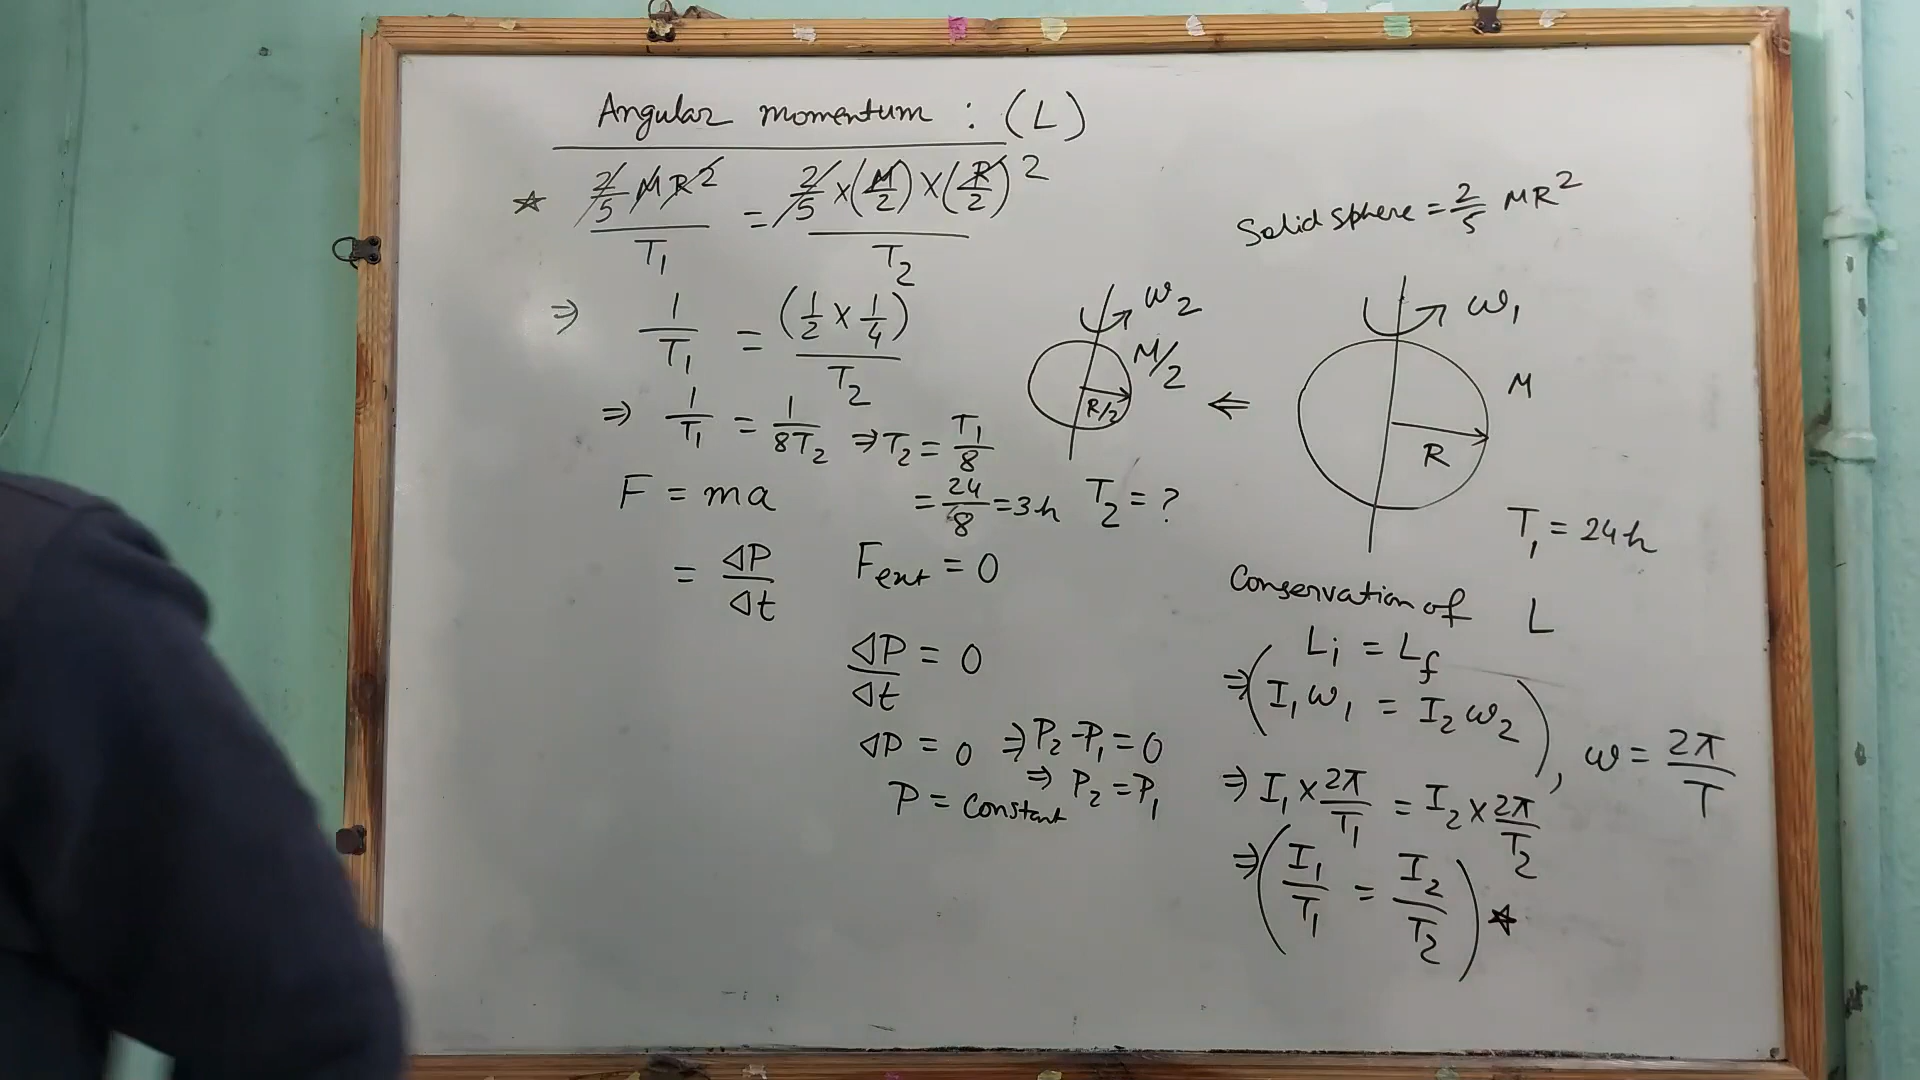 Angular momentum : (L)
☆ 2/5 MR² / T₁ = 2/5 × (M/2) × (R/2)² / T₂
⇒ 1/T₁ = (1/2 × 1/4) / T₂
⇒ 1/T₁ = 1/8T₂ ⇒ T₂ = T₁/8
= 24/8 = 3h
F = ma
= ΔP/Δt
F ext = 0
ΔP/Δt = 0
ΔP = 0 ⇒ P₂ - P₁ = 0
⇒ P₂ = P₁
P = Constant
ω₂
M/2
R/2
T₂ = ?
Solid sphere = 2/5 MR²
⇐
ω₁
M
R
T₁ = 24h
Conservation of L
Li = Lf
⇒ (I₁ω₁ = I₂ω₂), ω = 2π/T
⇒ I₁ × 2π/T₁ = I₂ × 2π/T₂
⇒ (I₁/T₁ = I₂/T₂) ☆